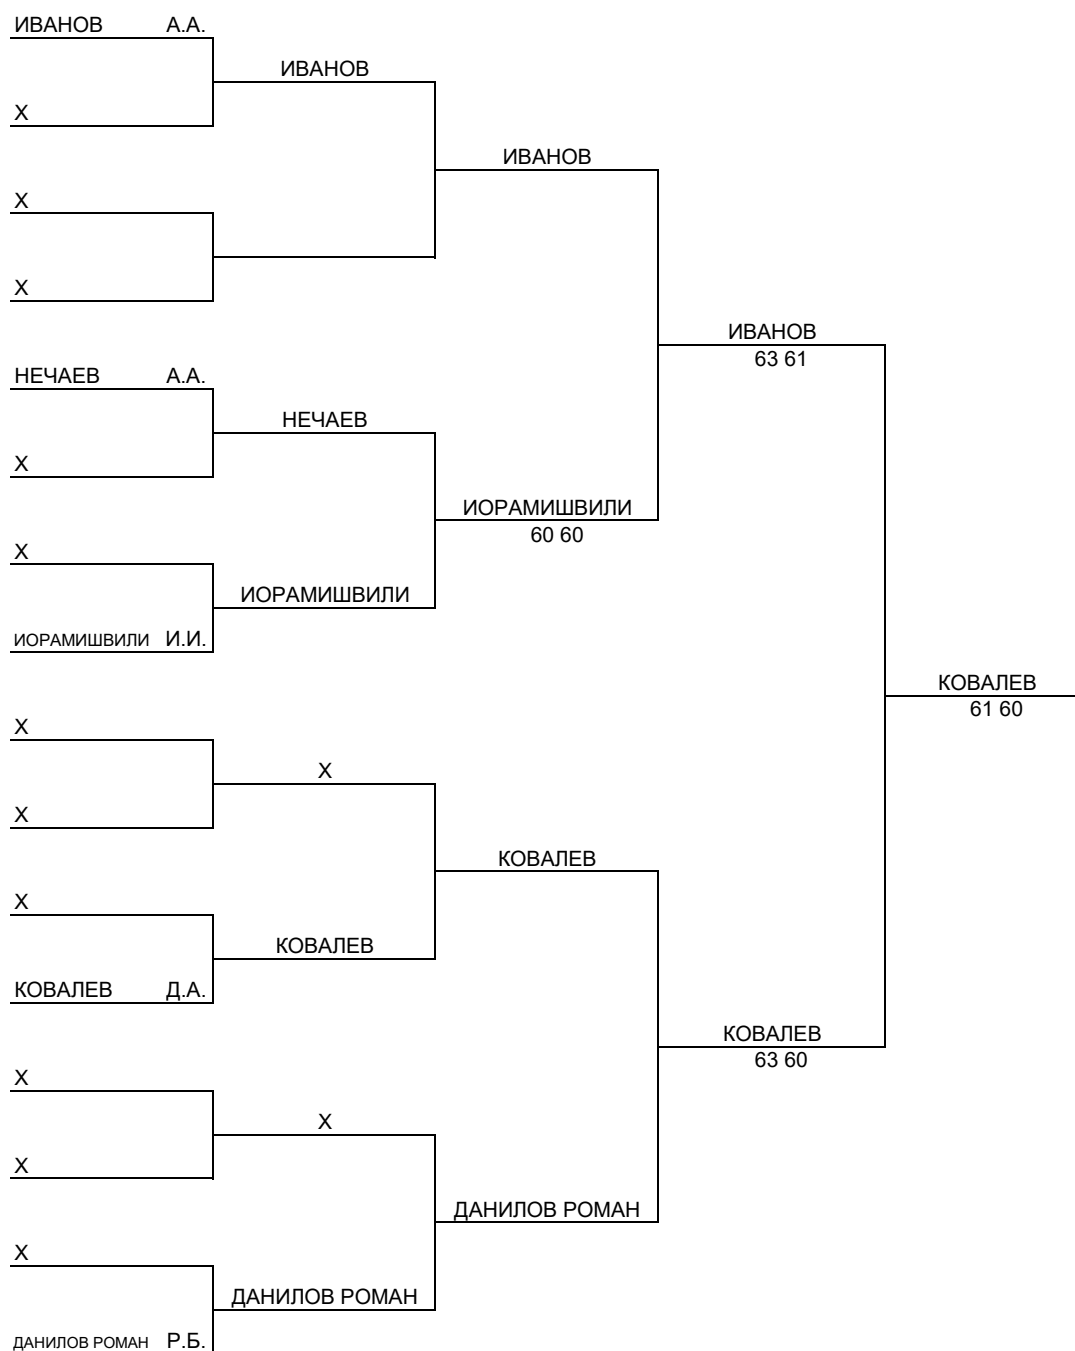 ИВАНОВ А.А.
ИВАНОВ
X
ИВАНОВ
X
X
ИВАНОВ
63 61
НЕЧАЕВ А.А.
НЕЧАЕВ
X
ИОРАМИШВИЛИ
60 60
X
ИОРАМИШВИЛИ
ИОРАМИШВИЛИ И.И.
КОВАЛЕВ
61 60
X
X
X
КОВАЛЕВ
X
КОВАЛЕВ
КОВАЛЕВ Д.А.
КОВАЛЕВ
63 60
X
X
X
ДАНИЛОВ РОМАН
X
ДАНИЛОВ РОМАН
ДАНИЛОВ РОМАН Р.Б.